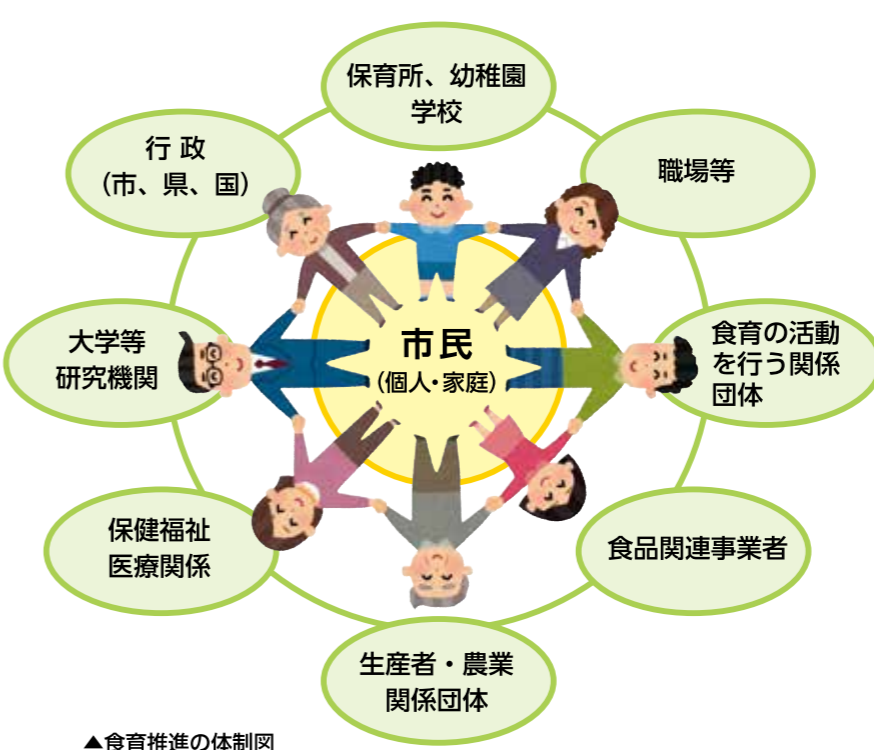 保育所、幼稚園
学校
職場等
食育の活動
を行う関係
団体
食品関連事業者
生産者・農業
関係団体
保健福祉
医療関係
大学等
研究機関
行 政
（市、県、国）
市民
（個人・家庭）
▲食育推進の体制図